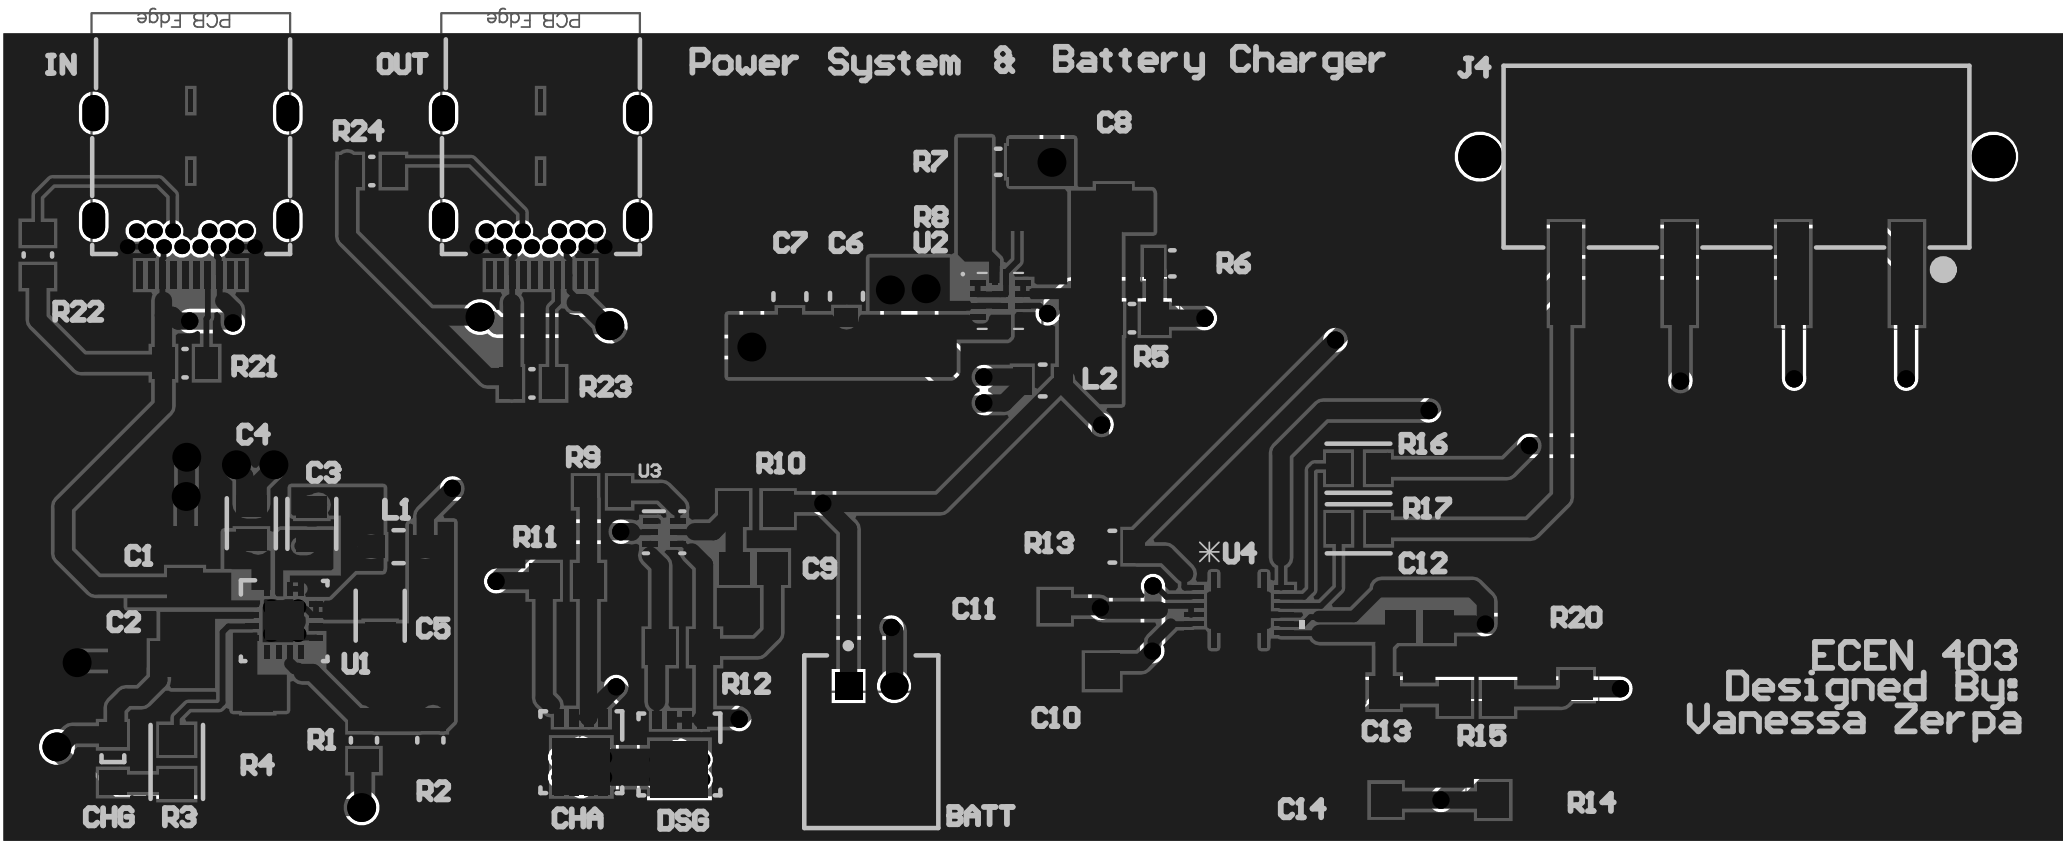 PCB Edge
PCB Edge
IN
OUT
Power System & Battery Charger
J4
R24
C8
R7
R8
C7
C6
U2
R6
R22
R21
R23
L2
R5
C4
C3
L1
R9
U3
R10
R16
R17
R11
R13
U4
C1
C9
C12
C11
C2
C5
R20
U1
R12
C10
C13
R15
ECEN 403
Designed By:
Vanessa Zerpa
R1
R4
R2
CHG
R3
CHA
DSG
BATT
C14
R14